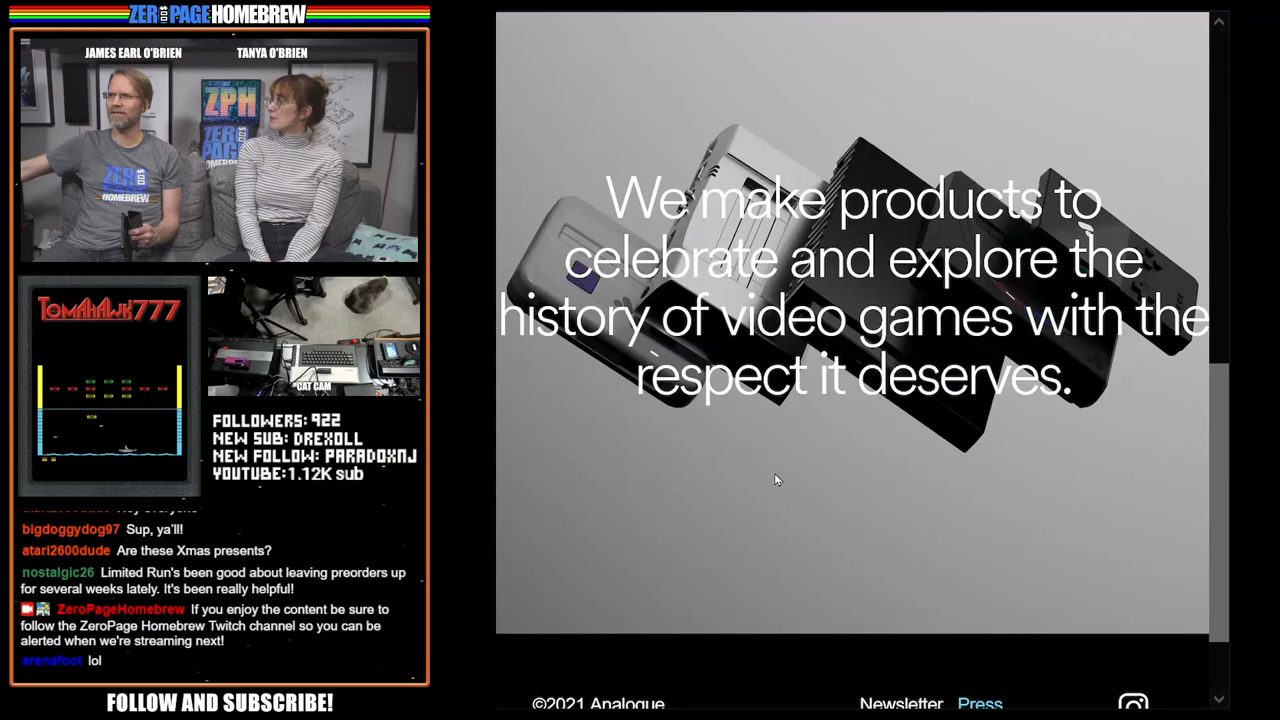 ZEROPAGE HOMEBREW
JAMES EARL O'BRIEN
TANYA O'BRIEN
ZPH
ZERO
PAGE
HOMEBREW
TOMAHAWK777
*CAT CAM
FOLLOWERS: 922
NEW SUB: DREXOLL
NEW FOLLOW: PARADOXNJ
YOUTUBE:1.12K sub
bigdoggydog97 Sup, ya'll!
atari2600dude Are these Xmas presents?
nostalgic26 Limited Run's been good about leaving preorders up
for several weeks lately. It's been really helpful!
ZeroPageHomebrew If you enjoy the content be sure to
follow the ZeroPage Homebrew Twitch channel so you can be
alerted when we're streaming next!
arenafoot lol
FOLLOW AND SUBSCRIBE!
We make products to
celebrate and explore the
history of video games with the
respect it deserves.
©2021 Analogue
Newsletter Press